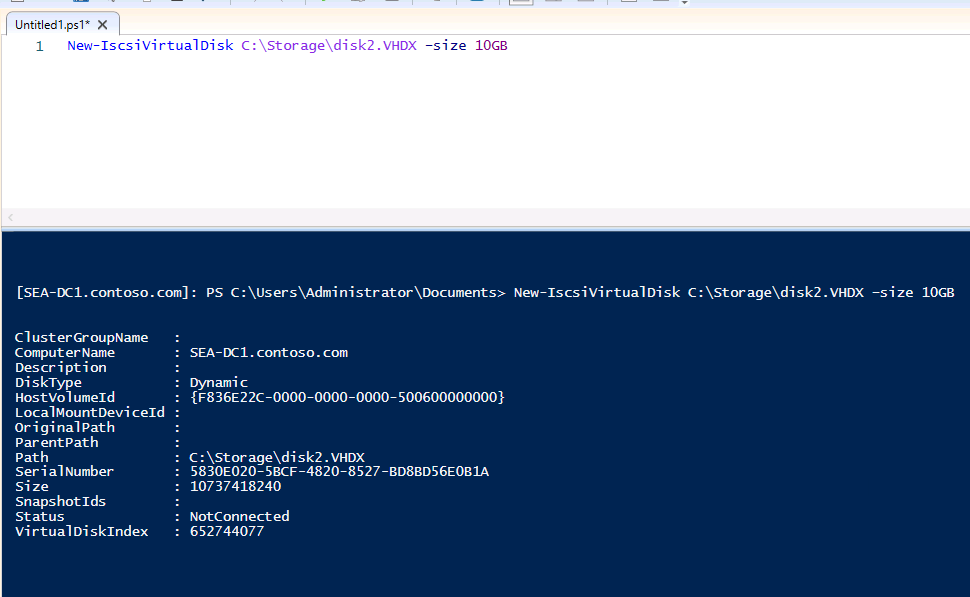 Untitled1.ps1* X
1 New-IscsiVirtualDisk C:\Storage\disk2.VHDX -size 10GB
[SEA-DC1.contoso.com]: PS C:\Users\Administrator\Documents> New-IscsiVirtualDisk C:\Storage\disk2.VHDX -size 10GB
ClusterGroupName :
ComputerName : SEA-DC1.contoso.com
Description :
DiskType : Dynamic
HostVolumeId : {F836E22C-0000-0000-0000-500600000000}
LocalMountDeviceId :
OriginalPath :
ParentPath :
Path : C:\Storage\disk2.VHDX
SerialNumber : 5830E020-5BCF-4820-8527-BD8BD56E0B1A
Size : 10737418240
SnapshotIds :
Status : NotConnected
VirtualDiskIndex : 652744077